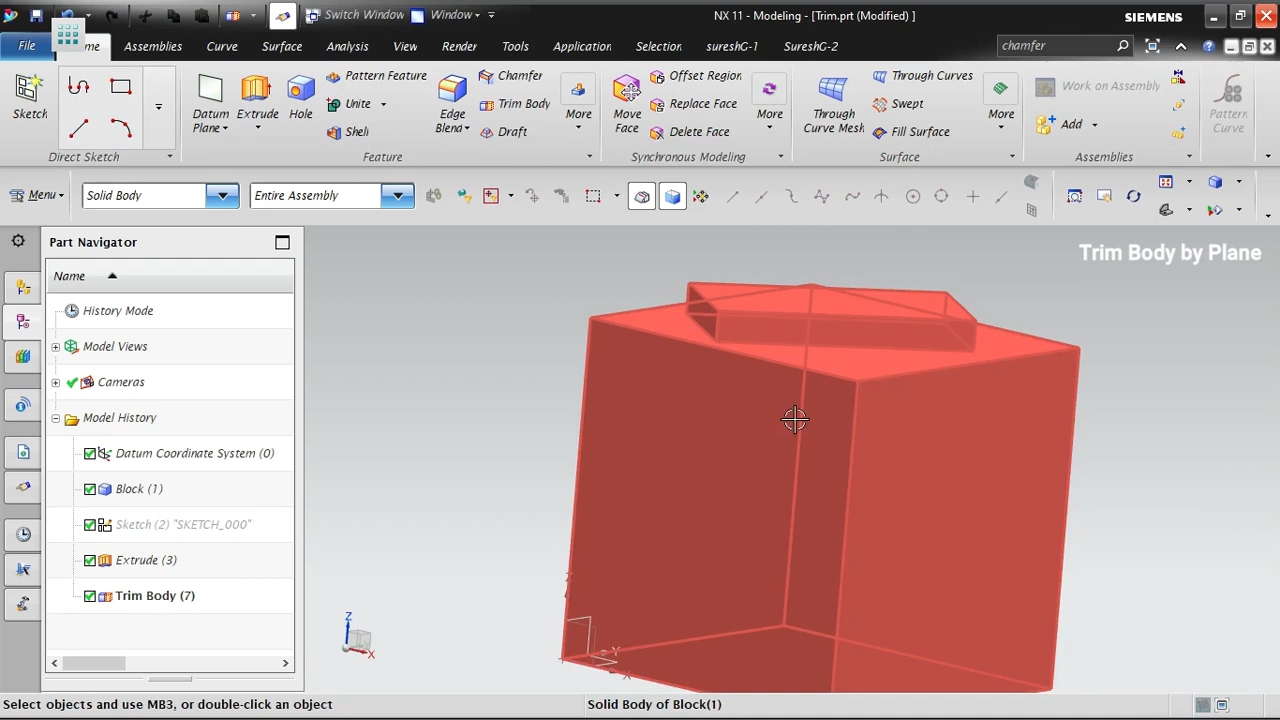 Switch Window
Window
NX 11 - Modeling - [Trim.prt (Modified) ]
SIEMENS
File
me
Assemblies
Curve
Surface
Analysis
View
Render
Tools
Application
Selection
sureshG-1
SureshG-2
chamfer
Sketch
Direct Sketch
Datum
Plane
Extrude
Hole
Pattern Feature
Unite
Shell
Edge
Blend
Chamfer
Trim Body
Draft
More
Feature
Move
Face
Offset Region
Replace Face
Delete Face
More
Synchronous Modeling
Through
Curve Mesh
Through Curves
Swept
Fill Surface
More
Surface
Work on Assembly
Add
Pattern
Curve
Assemblies
Menu
Solid Body
Entire Assembly
Part Navigator
Name
History Mode
Model Views
Cameras
Model History
Datum Coordinate System (0)
Block (1)
Sketch (2) "SKETCH_000"
Extrude (3)
Trim Body (7)
Trim Body by Plane
Z
X
Z
Y
X
Select objects and use MB3, or double-click an object
Solid Body of Block(1)